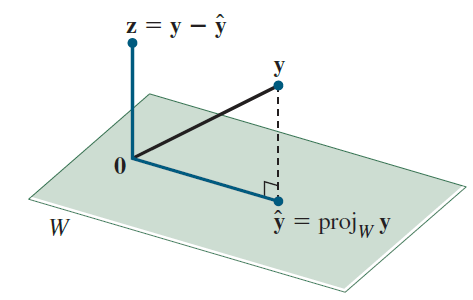 z = y − ŷ
y
0
ŷ = proj_W y
W